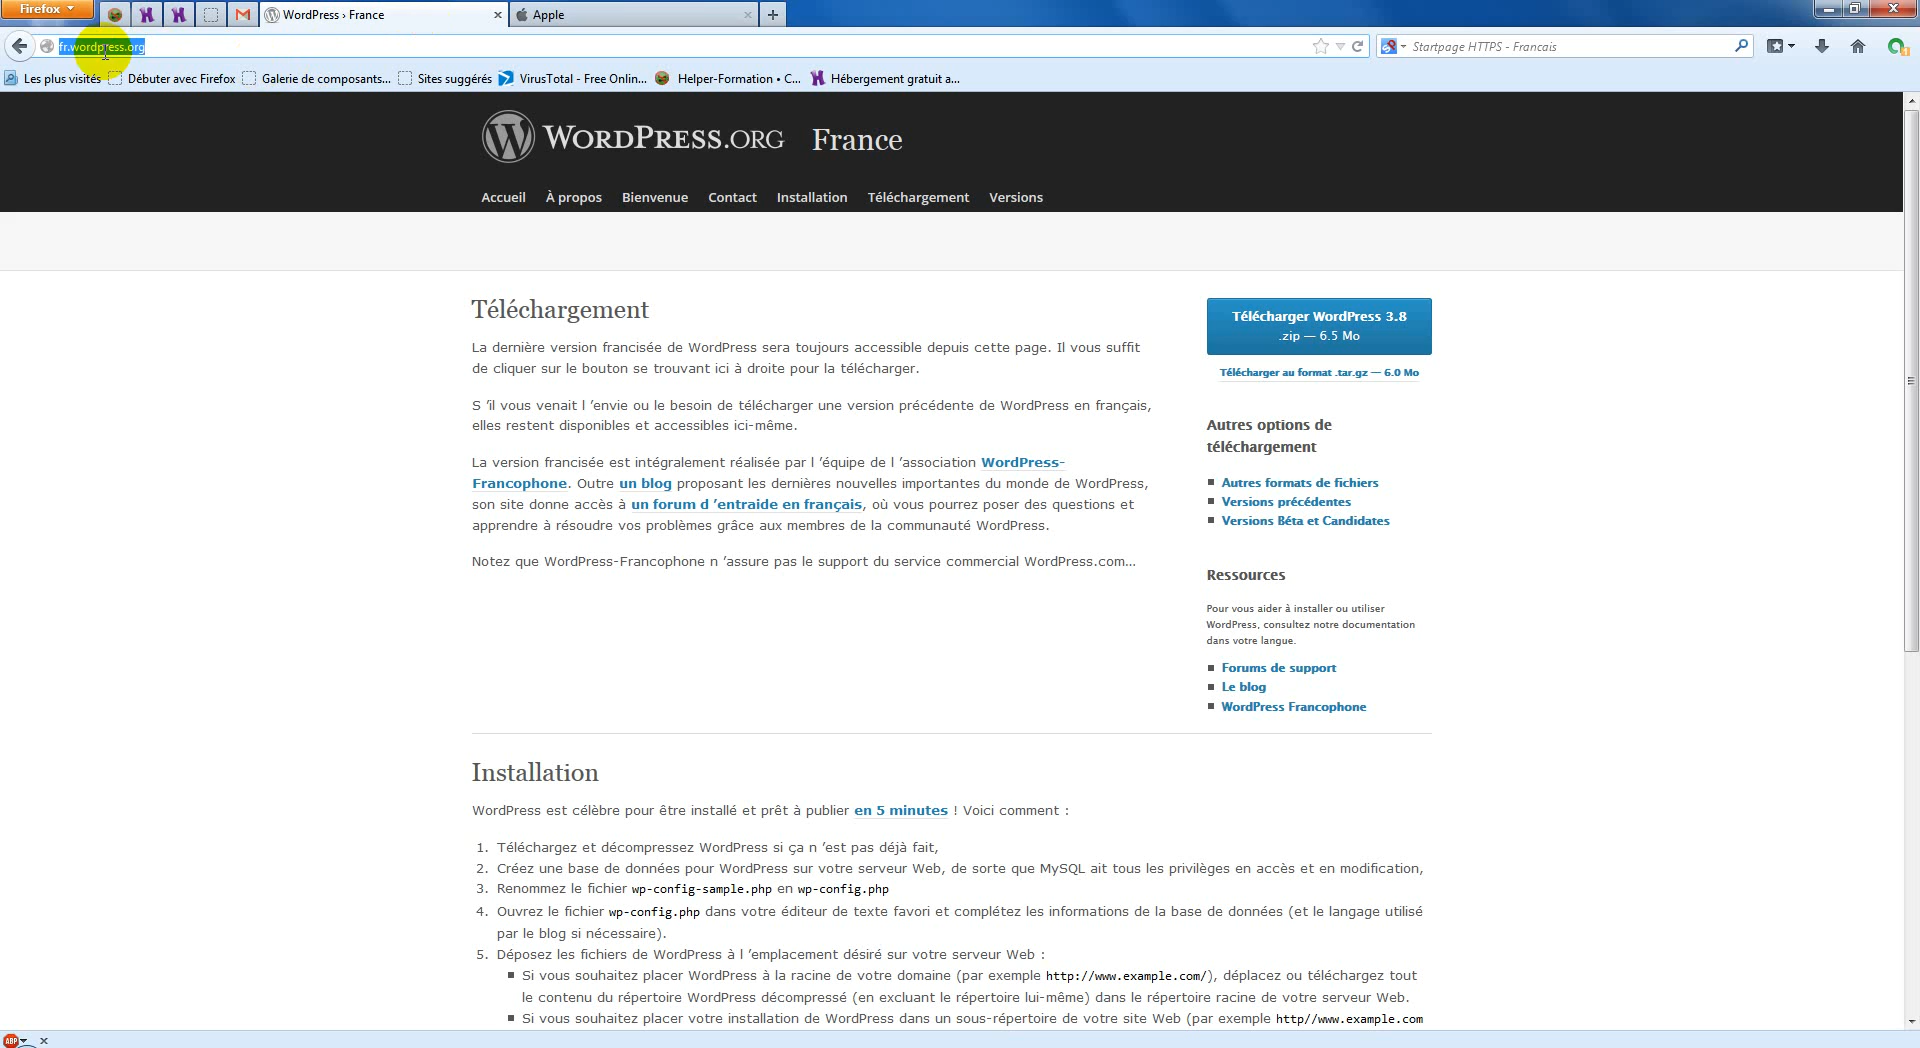 Firefox
WordPress › France
Apple
fr.wordpress.org
Startpage HTTPS - Francais
Les plus visités
Débuter avec Firefox
Galerie de composants...
Sites suggérés
VirusTotal - Free Onlin...
Helper-Formation • C...
Hébergement gratuit a...
WORDPRESS.ORG France
Accueil
À propos
Bienvenue
Contact
Installation
Téléchargement
Versions
Téléchargement
La dernière version francisée de WordPress sera toujours accessible depuis cette page. Il vous suffit
de cliquer sur le bouton se trouvant ici à droite pour la télécharger.
S ’il vous venait l ’envie ou le besoin de télécharger une version précédente de WordPress en français,
elles restent disponibles et accessibles ici-même.
La version francisée est intégralement réalisée par l ’équipe de l ’association WordPress-
Francophone. Outre un blog proposant les dernières nouvelles importantes du monde de WordPress,
son site donne accès à un forum d ’entraide en français, où vous pourrez poser des questions et
apprendre à résoudre vos problèmes grâce aux membres de la communauté WordPress.
Notez que WordPress-Francophone n ’assure pas le support du service commercial WordPress.com...
Télécharger WordPress 3.8
.zip — 6.5 Mo
Télécharger au format .tar.gz — 6.0 Mo
Autres options de
téléchargement
Autres formats de fichiers
Versions précédentes
Versions Béta et Candidates
Ressources
Pour vous aider à installer ou utiliser
WordPress, consultez notre documentation
dans votre langue.
Forums de support
Le blog
WordPress Francophone
Installation
WordPress est célèbre pour être installé et prêt à publier en 5 minutes ! Voici comment :
1. Téléchargez et décompressez WordPress si ça n ’est pas déjà fait,
2. Créez une base de données pour WordPress sur votre serveur Web, de sorte que MySQL ait tous les privilèges en accès et en modification,
3. Renommez le fichier wp-config-sample.php en wp-config.php
4. Ouvrez le fichier wp-config.php dans votre éditeur de texte favori et complétez les informations de la base de données (et le langage utilisé
par le blog si nécessaire).
5. Déposez les fichiers de WordPress à l ’emplacement désiré sur votre serveur Web :
Si vous souhaitez placer WordPress à la racine de votre domaine (par exemple http://www.example.com/), déplacez ou téléchargez tout
le contenu du répertoire WordPress décompressé (en excluant le répertoire lui-même) dans le répertoire racine de votre serveur Web.
Si vous souhaitez placer votre installation de WordPress dans un sous-répertoire de votre site Web (par exemple http//www.example.com
ABP